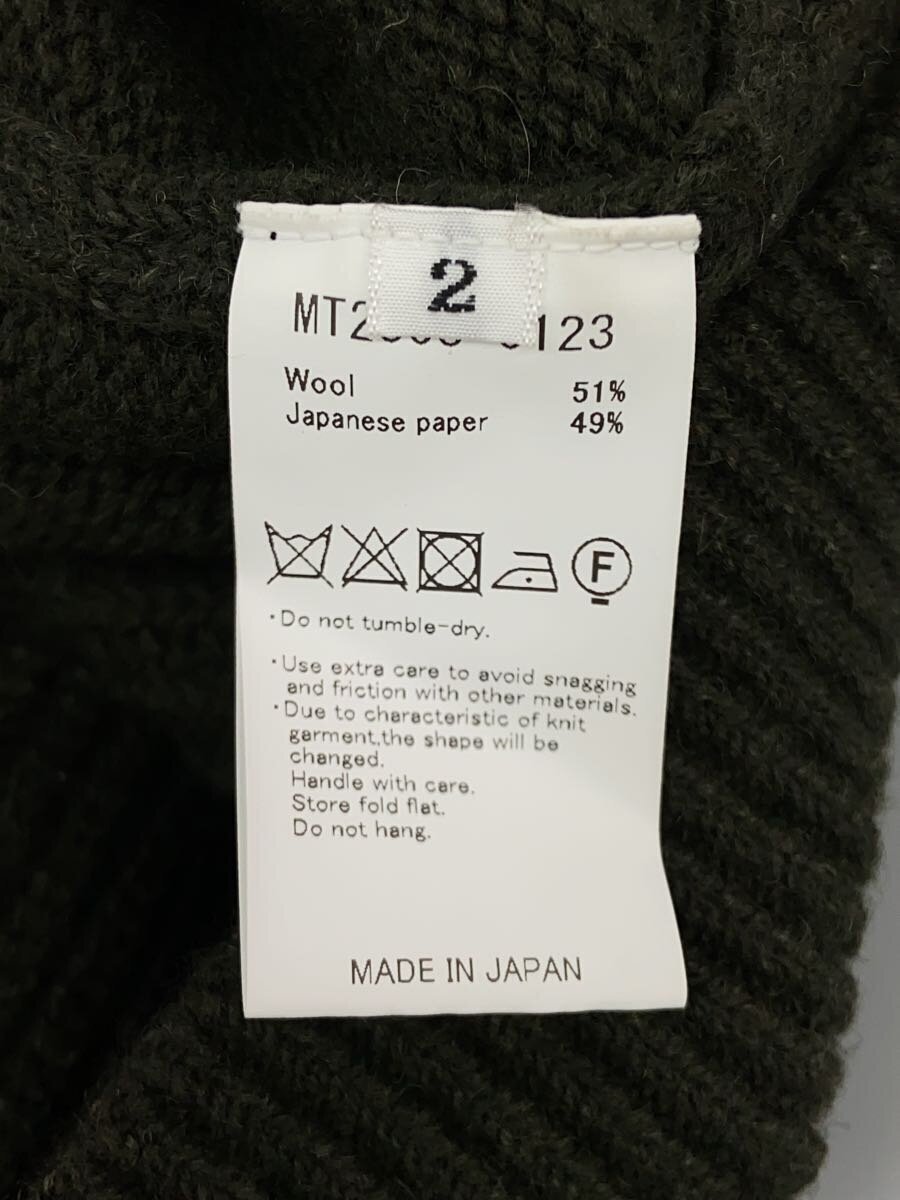 2
Wool 51%
Japanese paper 49%
F
・Do not tumble-dry.
・Use extra care to avoid snagging
and friction with other materials.
・Due to characteristic of knit
garment,the shape will be
changed.
Handle with care.
Store fold flat.
Do not hang.
MADE IN JAPAN